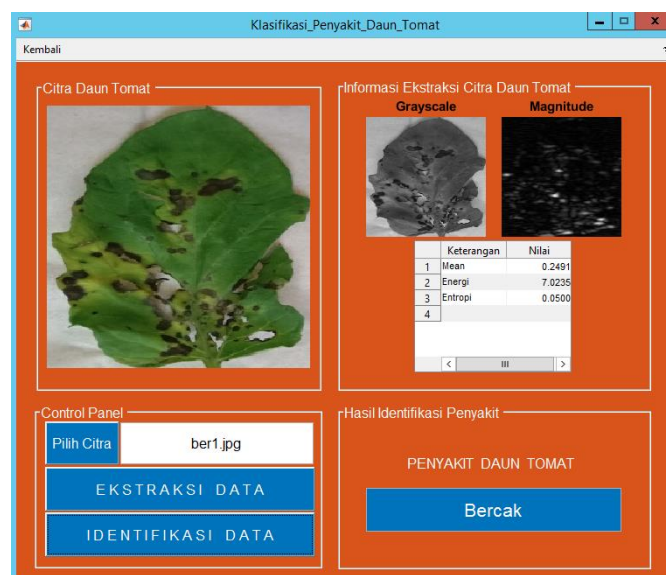 Klasifikasi_Penyakit_Daun_Tomat
Kembali
Citra Daun Tomat
Informasi Ekstraksi Citra Daun Tomat
Grayscale Magnitude
Keterangan Nilai
1 Mean 0.2491
2 Energi 7.0235
3 Entropi 0.0500
4
Control Panel
Pilih Citra ber1.jpg
EKSTRAKSI DATA
IDENTIFIKASI DATA
Hasil Identifikasi Penyakit
PENYAKIT DAUN TOMAT
Bercak